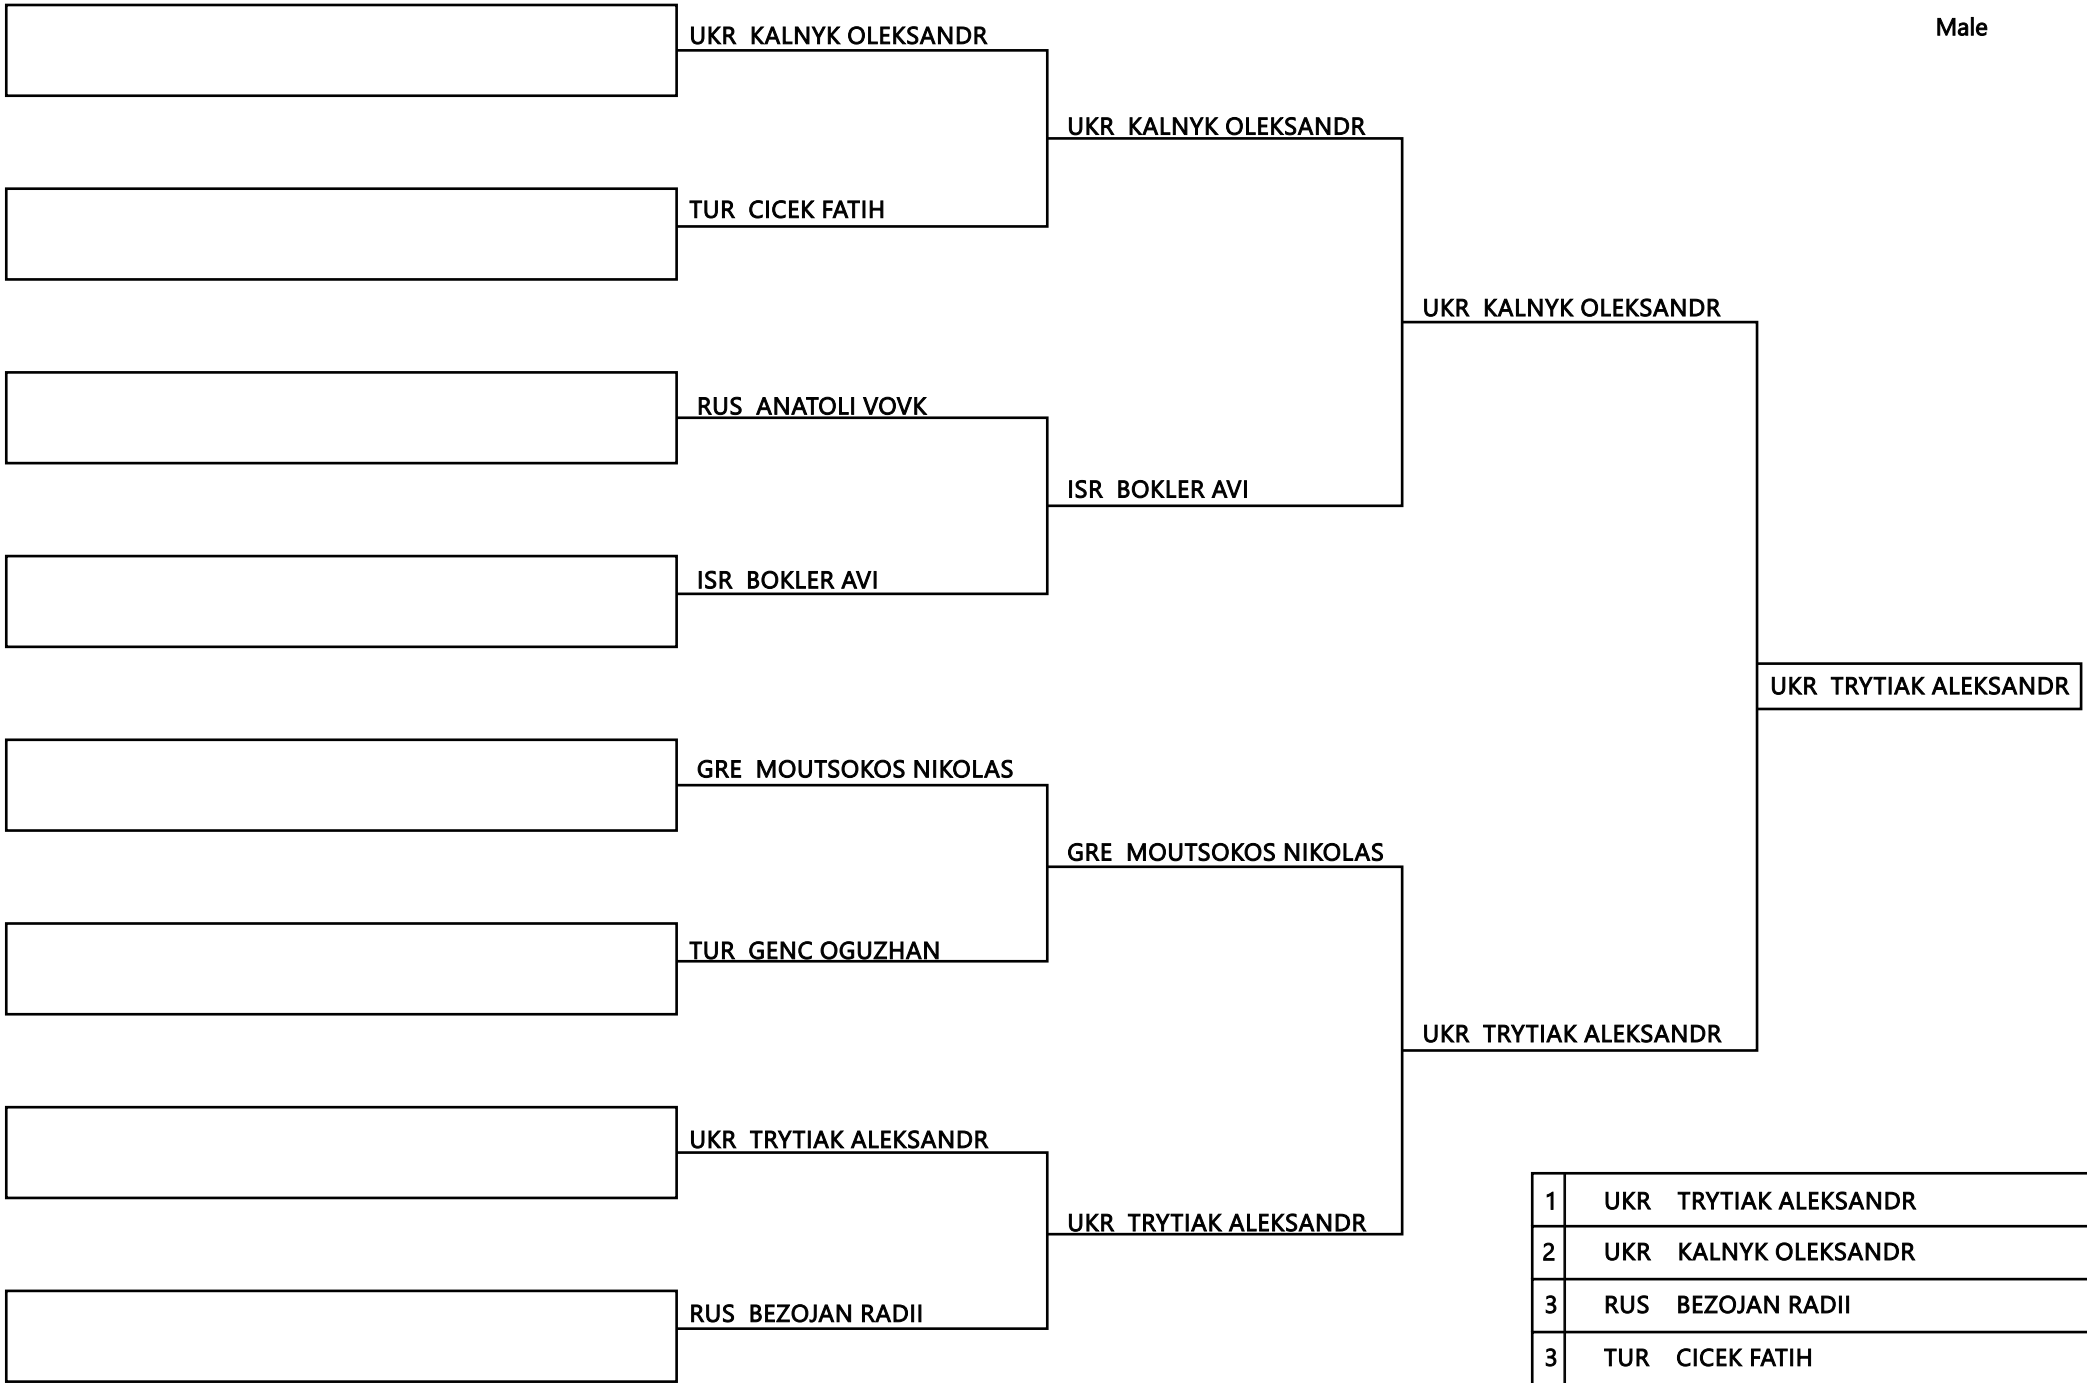 Male
UKR KALNYK OLEKSANDR
UKR KALNYK OLEKSANDR
TUR CICEK FATIH
UKR KALNYK OLEKSANDR
RUS ANATOLI VOVK
ISR BOKLER AVI
ISR BOKLER AVI
UKR TRYTIAK ALEKSANDR
GRE MOUTSOKOS NIKOLAS
GRE MOUTSOKOS NIKOLAS
TUR GENC OGUZHAN
UKR TRYTIAK ALEKSANDR
UKR TRYTIAK ALEKSANDR
UKR TRYTIAK ALEKSANDR
RUS BEZOJAN RADII
1 UKR TRYTIAK ALEKSANDR
2 UKR KALNYK OLEKSANDR
3 RUS BEZOJAN RADII
3 TUR CICEK FATIH